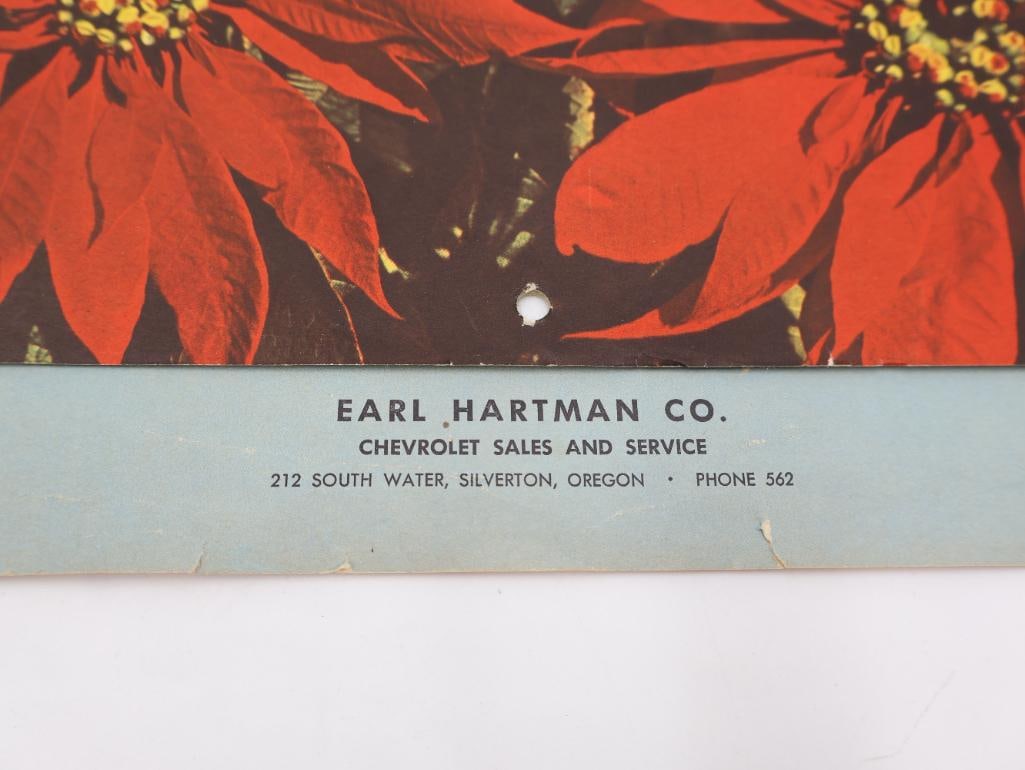 EARL HARTMAN CO.
CHEVROLET SALES AND SERVICE
212 SOUTH WATER, SILVERTON, OREGON • PHONE 562